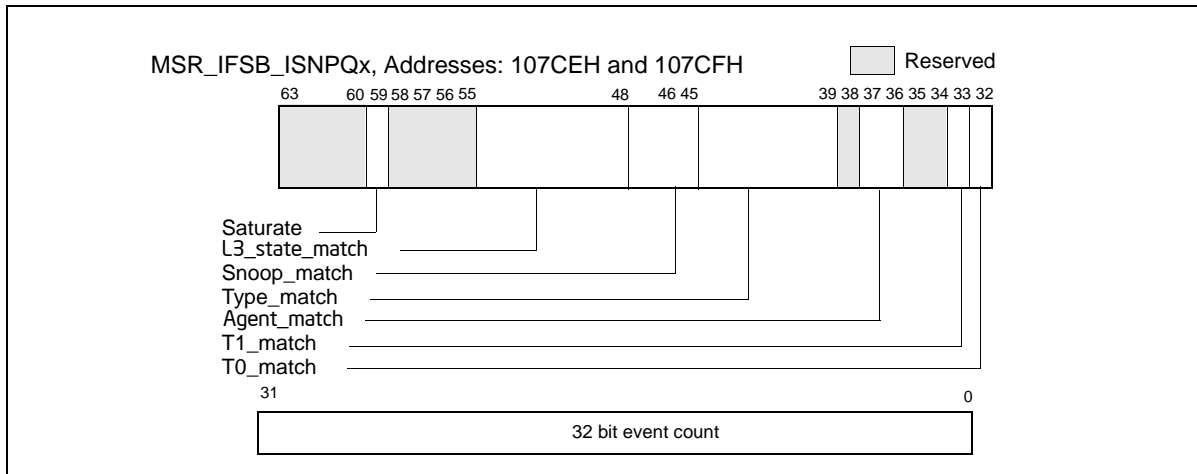 MSR_IFSB_ISNPQx, Addresses: 107CEH and 107CFH
Reserved
63 60 59 58 57 56 55 48 46 45 39 38 37 36 35 34 33 32
Saturate
L3_state_match
Snoop_match
Type_match
Agent_match
T1_match
T0_match
31 0
32 bit event count